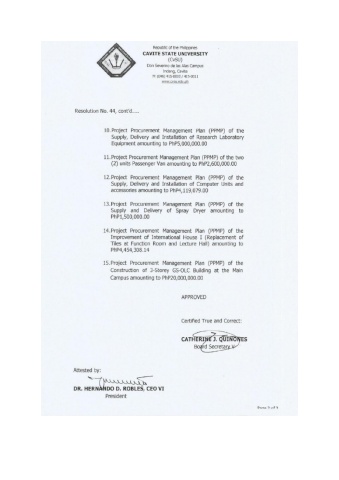 Republic of the Philippines
CAVITE STATE UNIVERSITY
(CvSU)
Don Severino de las Alas Campus
Indang, Cavite
www.cvsu.edu.ph
Resolution No. 44, cont'd....
10. Project Procurement Management Plan (PPMP) of the
Supply, Delivery and Installation of Research Laboratory
Equipment amounting to PhP5,000,000.00
11. Project Procurement Management Plan (PPMP) of the two
(2) units Passenger Van amounting to PhP2,600,000.00
12. Project Procurement Management Plan (PPMP) of the
Supply, Delivery and Installation of Computer Units and
accessories amounting to PhP4,119,079.00
13. Project Procurement Management Plan (PPMP) of the
Supply and Delivery of Spray Dryer amounting to
PhP1,500,000.00
14. Project Procurement Management Plan (PPMP) of the
Improvement of International House I (Replacement of
Tiles at Function Room and Lecture Hall) amounting to
PhP4,454,308.14
15. Project Procurement Management Plan (PPMP) of the
Construction of 2-Storey GS-OLC Building at the Main
Campus amounting to PhP20,000,000.00
APPROVED
Certified True and Correct:
CATHERINE J. QUIÑONES
Board Secretary V
Attested by:
DR. HERNANDO D. ROBLES, CEO VI
President